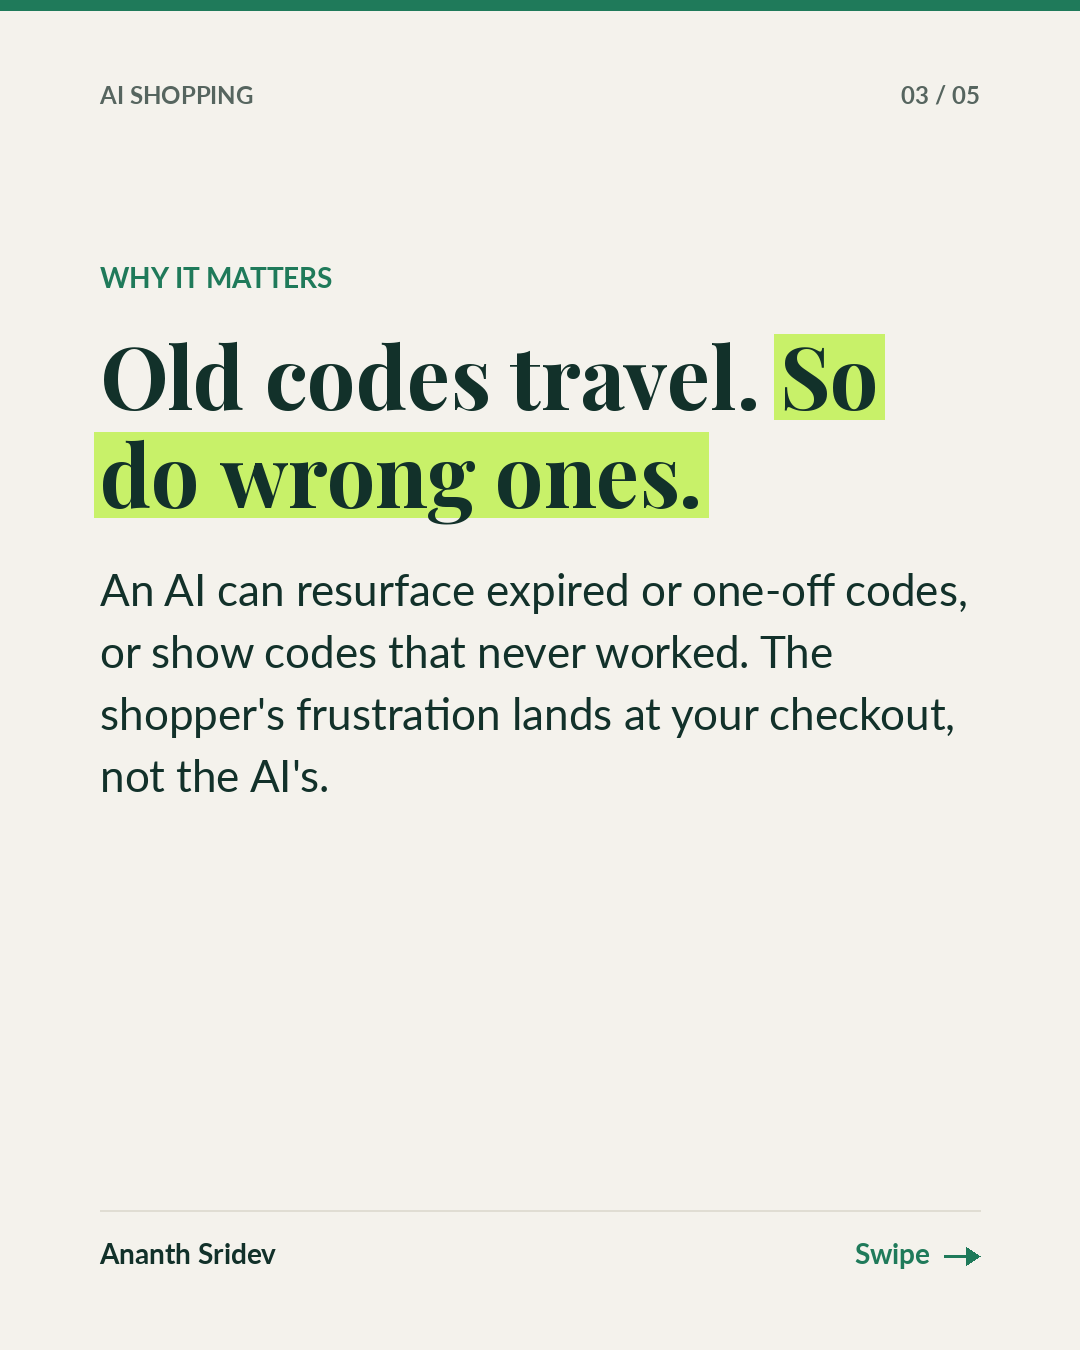 AI SHOPPING
03 / 05
WHY IT MATTERS
Old codes travel. So
do wrong ones.
An AI can resurface expired or one-off codes,
or show codes that never worked. The
shopper's frustration lands at your checkout,
not the AI's.
Ananth Sridev
Swipe